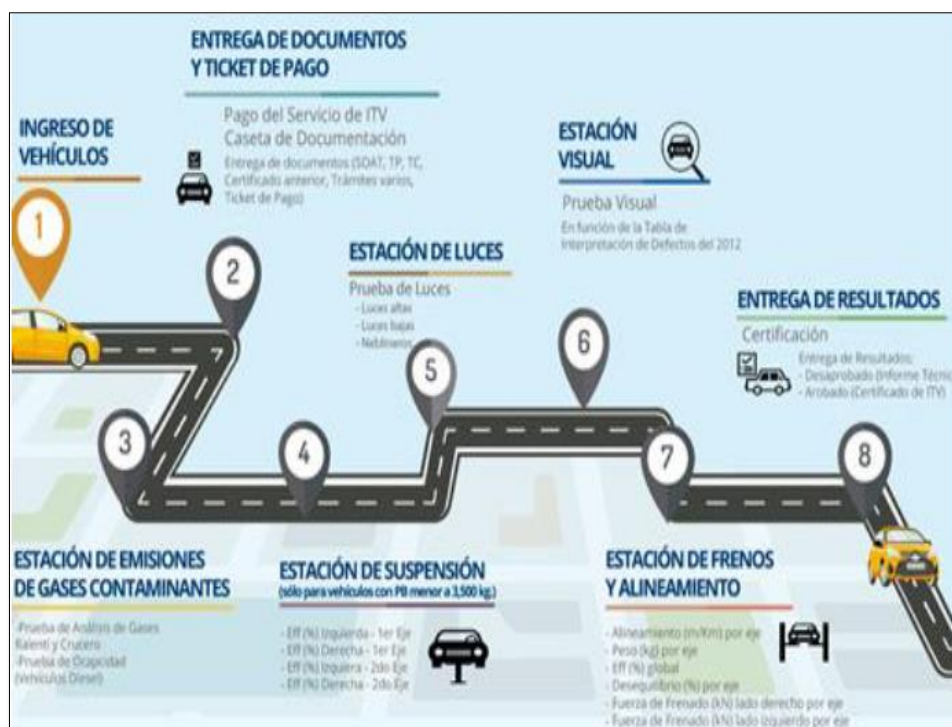 INGRESO DE
VEHÍCULOS
1
ENTREGA DE DOCUMENTOS
Y TICKET DE PAGO
Pago del Servicio de ITV
Caseta de Documentación
Entrega de documentos (SOAT, TP, TC,
Certificado anterior, Trámites varios,
Ticket de Pago)
2
3
ESTACIÓN DE EMISIONES
DE GASES CONTAMINANTES
-Prueba de Análisis de Gases
Ralenti y Crucero
-Prueba de Ocapcidad
(Vehículos Diesel)
4
ESTACIÓN DE SUSPENSIÓN
(sólo para vehículos con PB menor a 3,500 kg.)
- Eff (%) Izquierda - 1er Eje
- Eff (%) Derecha - 1er Eje
- Eff (%) Izquiera - 2do Eje
- Eff (%) Derecha - 2do Eje
ESTACIÓN DE LUCES
Prueba de Luces
- Luces altas
- Luces bajas
- Neblineros
5
ESTACIÓN
VISUAL
Prueba Visual
En función de la Tabla de
Interpretación de Defectos del 2012
6
7
ESTACIÓN DE FRENOS
Y ALINEAMIENTO
- Alineamiento (m/Km) por eje
- Peso (kg) por eje
- Eff (%) global
- Desequilibrio (%) por eje
- Fuerza de Frenado (kN) lado derecho por eje
- Fuerza de Frenado (kN) lado izquierdo por eje
ENTREGA DE RESULTADOS
Certificación
Entrega de Resultados;
- Desaprobado (Informe Técnic
- Arobado (Certificado de ITV)
8